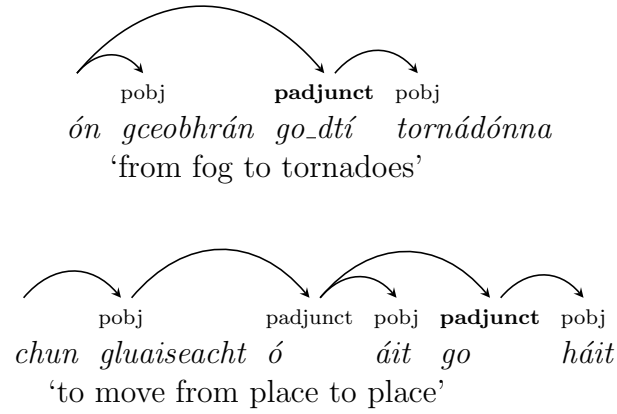 pobj padjunct pobj
ón gceobhrán go_dtí tornádónna
‘from fog to tornadoes’
pobj padjunct pobj padjunct pobj
chun gluaiseacht ó áit go háit
‘to move from place to place’